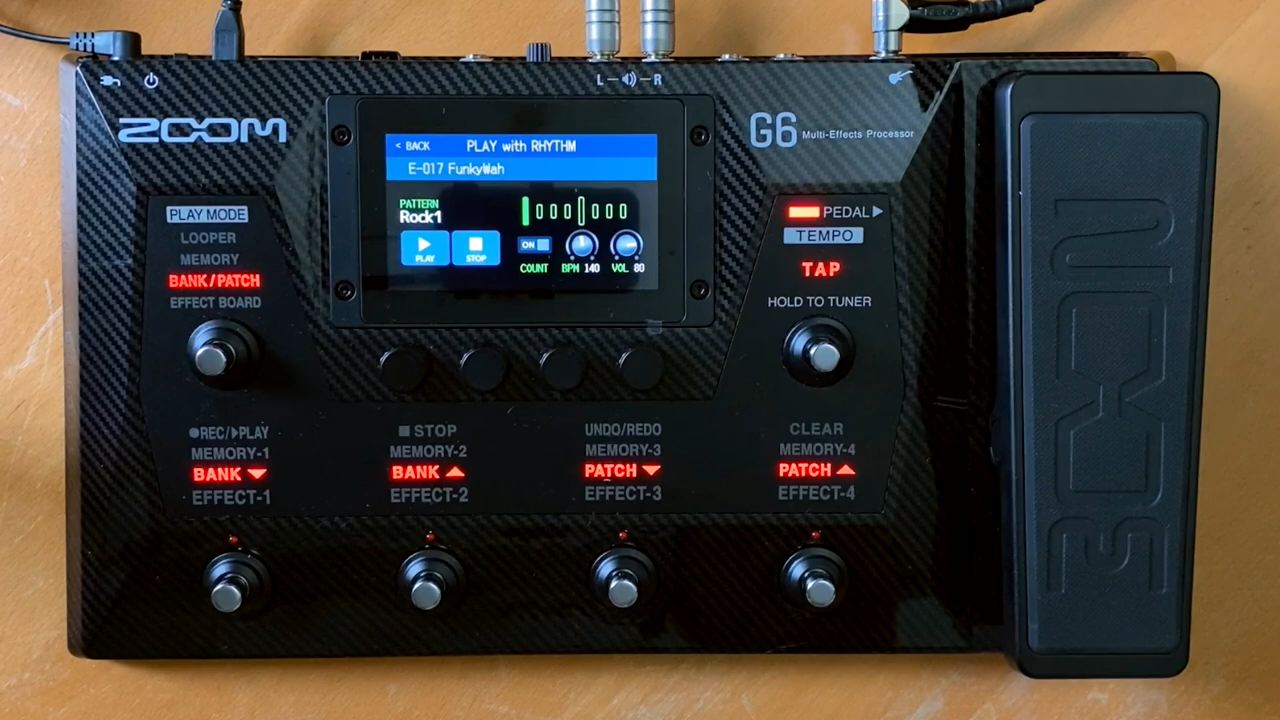 L R
ZOOM
G6 Multi-Effects Processor
< BACK PLAY with RHYTHM
E-017 FunkyWah
PATTERN
Rock1
PLAY
STOP
ON
COUNT
BPM 140
VOL 80
PLAY MODE
LOOPER
MEMORY
BANK/PATCH
EFFECT BOARD
PEDAL
TEMPO
TAP
HOLD TO TUNER
REC/PLAY
MEMORY-1
BANK
EFFECT-1
STOP
MEMORY-2
BANK
EFFECT-2
UNDO/REDO
MEMORY-3
PATCH
EFFECT-3
CLEAR
MEMORY-4
PATCH
EFFECT-4
ZOOM